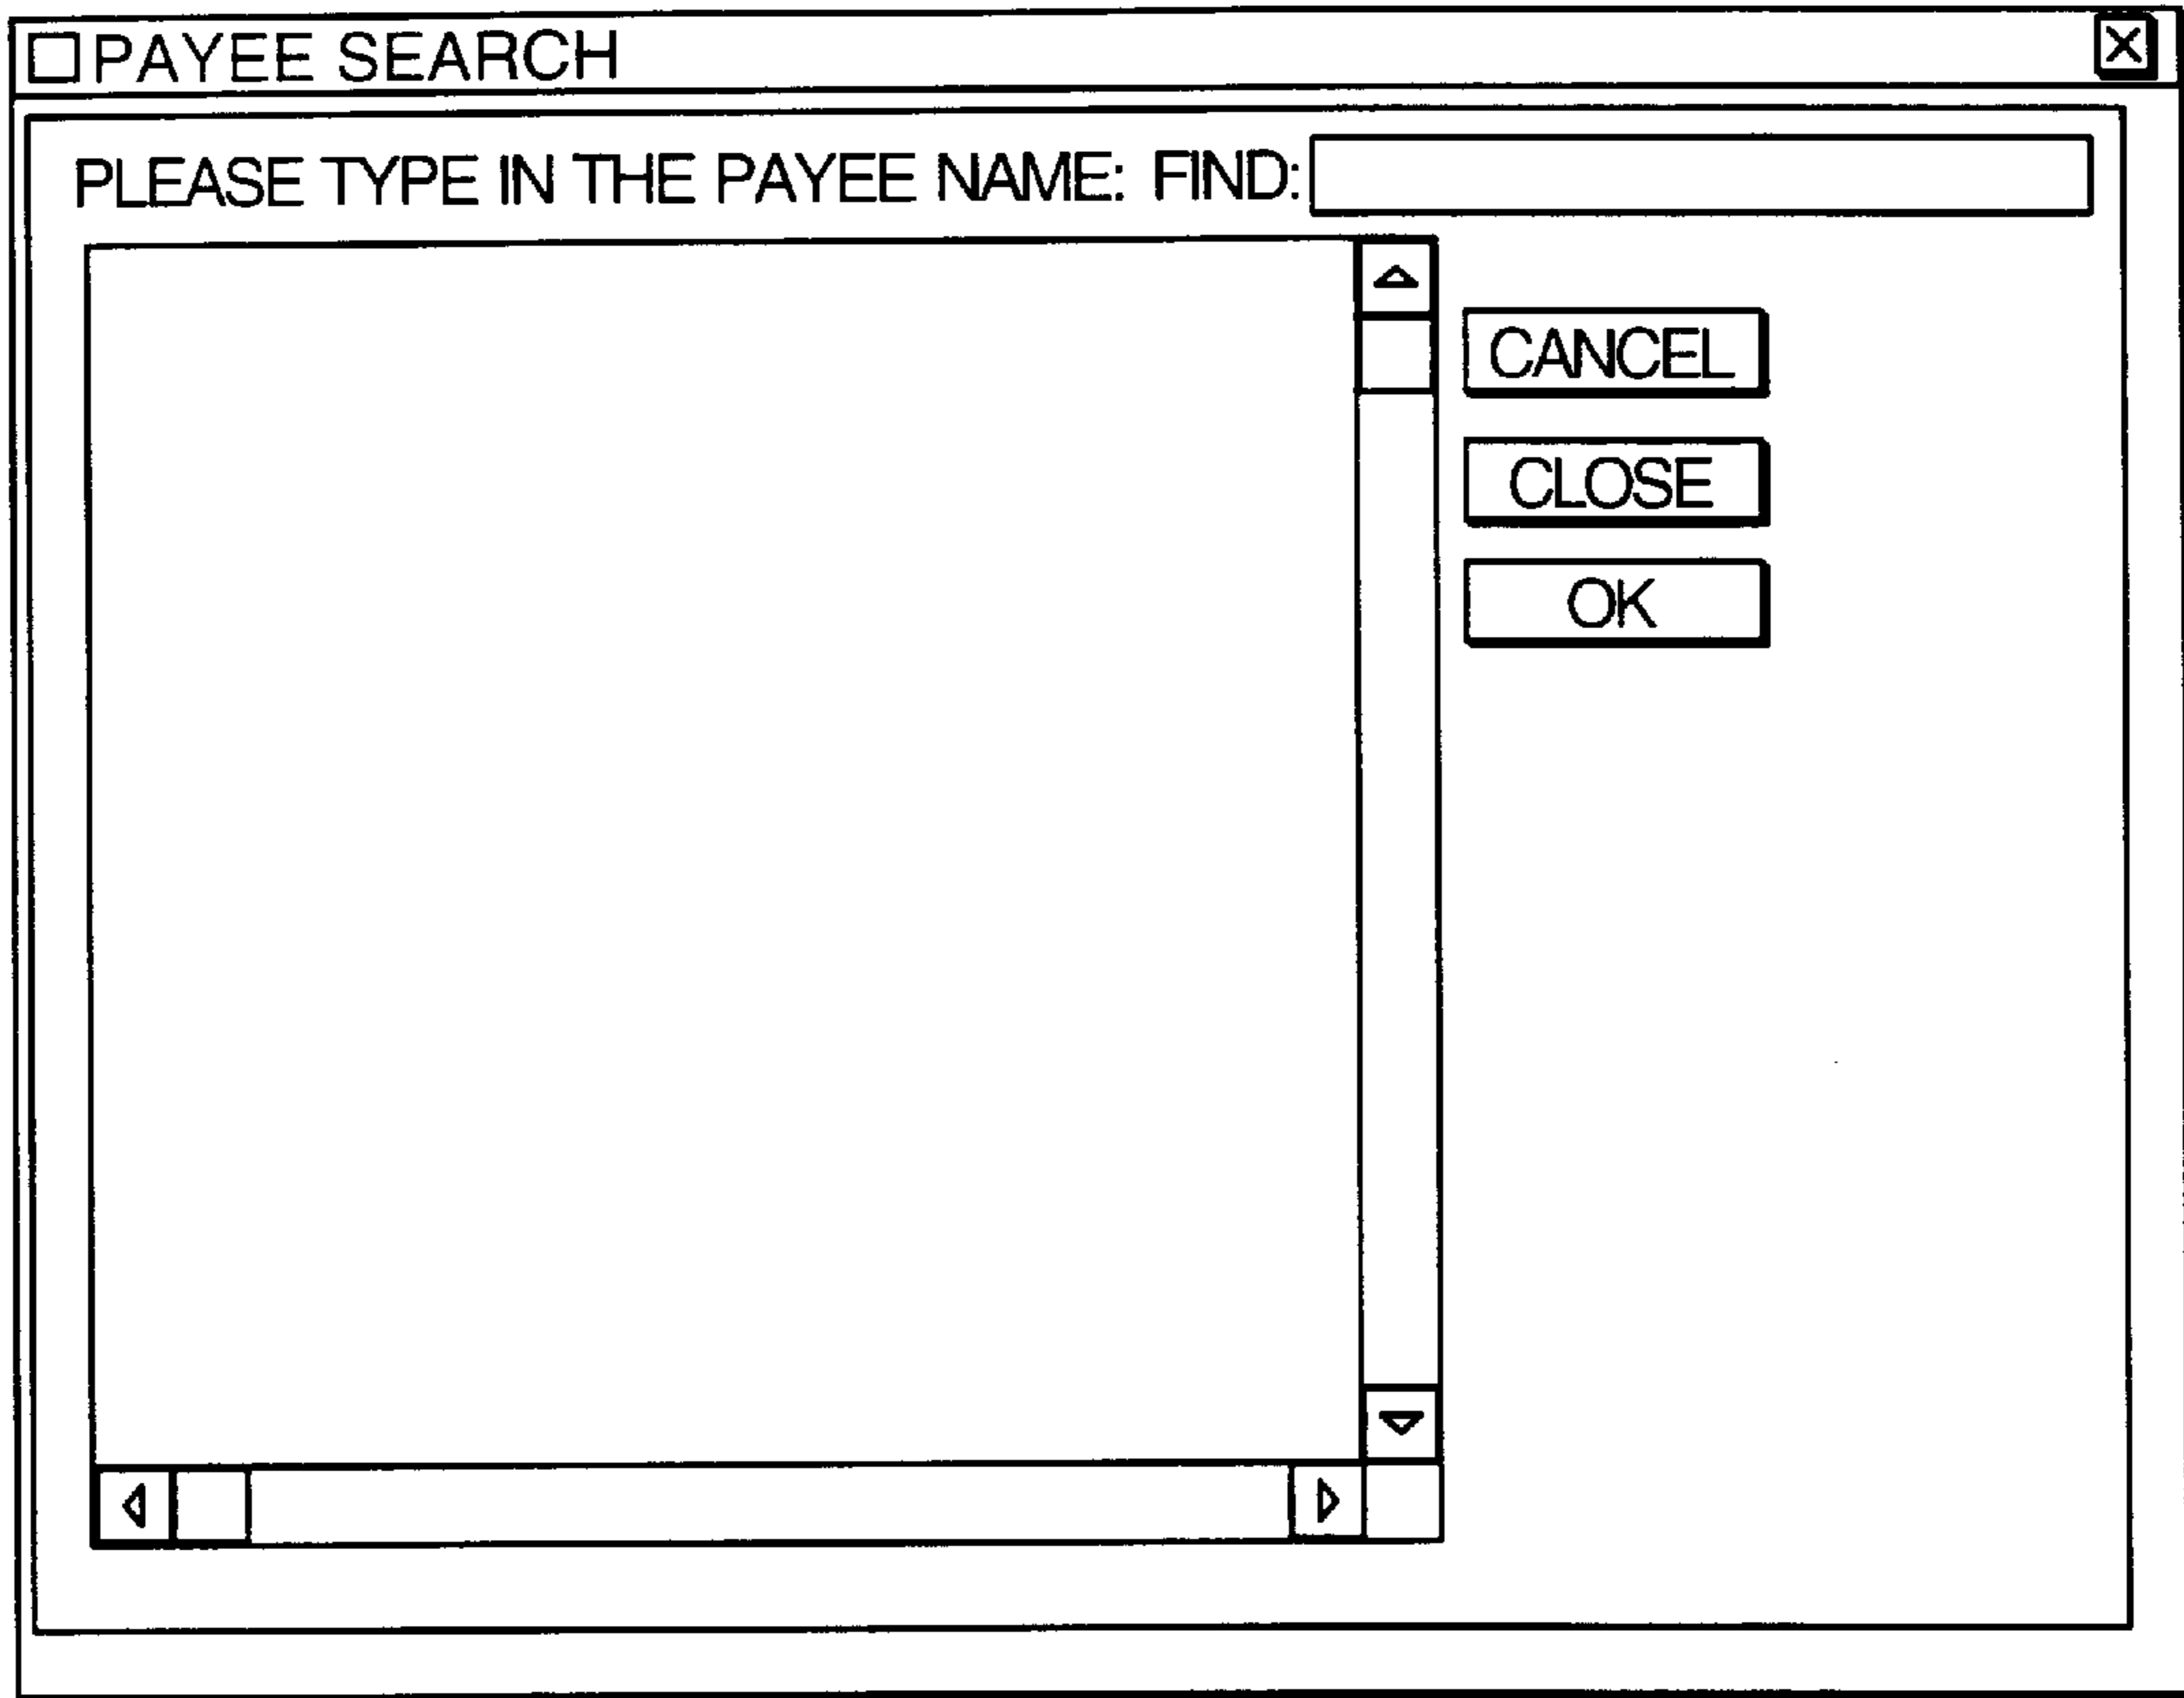 PAYEE SEARCH
PLEASE TYPE IN THE PAYEE NAME: FIND:
CANCEL
CLOSE
OK